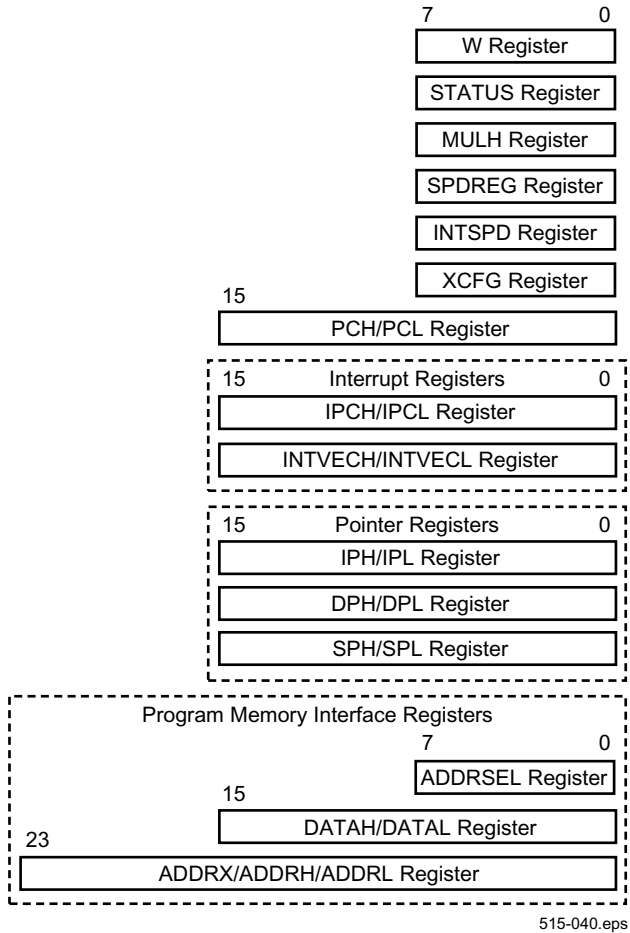 7 0
W Register
STATUS Register
MULH Register
SPDREG Register
INTSPD Register
XCFG Register
15
PCH/PCL Register
15 Interrupt Registers 0
IPCH/IPCL Register
INTVECH/INTVECL Register
15 Pointer Registers 0
IPH/IPL Register
DPH/DPL Register
SPH/SPL Register
Program Memory Interface Registers
7 0
ADDRSEL Register
15
DATAH/DATAL Register
23
ADDRX/ADDRH/ADDRL Register
515-040.eps